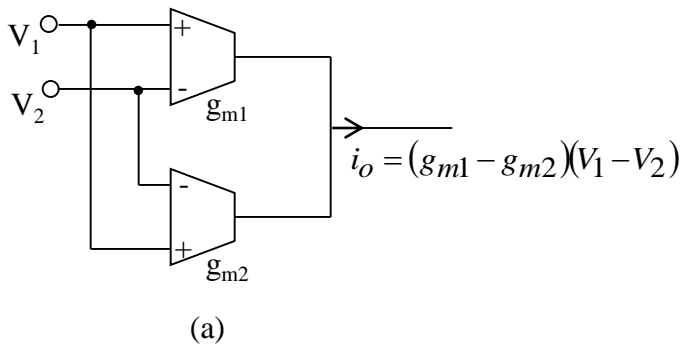 V1
+
-
gm1
V2
io = (gm1 − gm2)(V1 − V2)
-
+
gm2
(a)